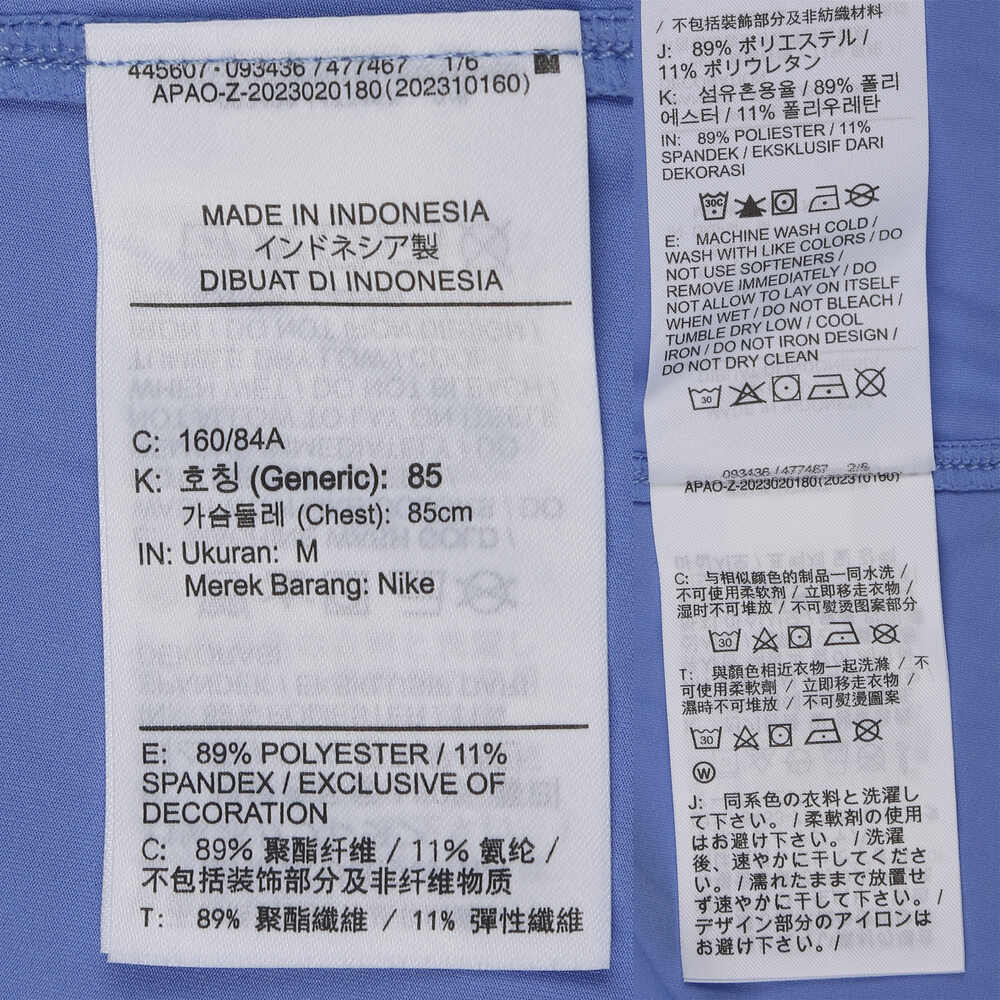 445607·093436 / 477467 1/6
APAO-Z-2023020180(202310160)
MADE IN INDONESIA
インドネシア製
DIBUAT DI INDONESIA
C: 160/84A
K: 호칭 (Generic): 85
가슴둘레 (Chest): 85cm
IN: Ukuran: M
Merek Barang: Nike
E: 89% POLYESTER / 11%
SPANDEX / EXCLUSIVE OF
DECORATION
C: 89% 聚酯纤维 / 11% 氨纶 /
不包括装饰部分及非纤维物质
T: 89% 聚酯纖維 / 11% 彈性纖維
/ 不包括裝飾部分及非紡織材料
J: 89% ポリエステル /
11% ポリウレタン
K: 섬유혼용율 / 89% 폴리
에스터 / 11% 폴리우레탄
IN: 89% POLIESTER / 11%
SPANDEK / EKSKLUSIF DARI
DEKORASI
30C
E: MACHINE WASH COLD /
WASH WITH LIKE COLORS / DO
NOT USE SOFTENERS /
REMOVE IMMEDIATELY / DO
NOT ALLOW TO LAY ON ITSELF
WHEN WET / DO NOT BLEACH /
TUMBLE DRY LOW / COOL
IRON / DO NOT IRON DESIGN /
DO NOT DRY CLEAN
30
093436 / 477467 2/6
APAO-Z-2023020180(202310160)
C: 与相似颜色的制品一同水洗 /
不可使用柔软剂 / 立即移走衣物 /
湿时不可堆放 / 不可熨烫图案部分
30
T: 與顏色相近衣物一起洗滌 / 不
可使用柔軟劑 / 立即移走衣物 /
濕時不可堆放 / 不可熨燙圖案
30
W
J: 同系色の衣料と洗濯し
て下さい。 / 柔軟剤の使用
はお避け下さい。 / 洗濯
後、速やかに干してくださ
い。 / 濡れたままで放置せ
ず速やかに干して下さい。 /
デザイン部分のアイロンは
お避け下さい。 /